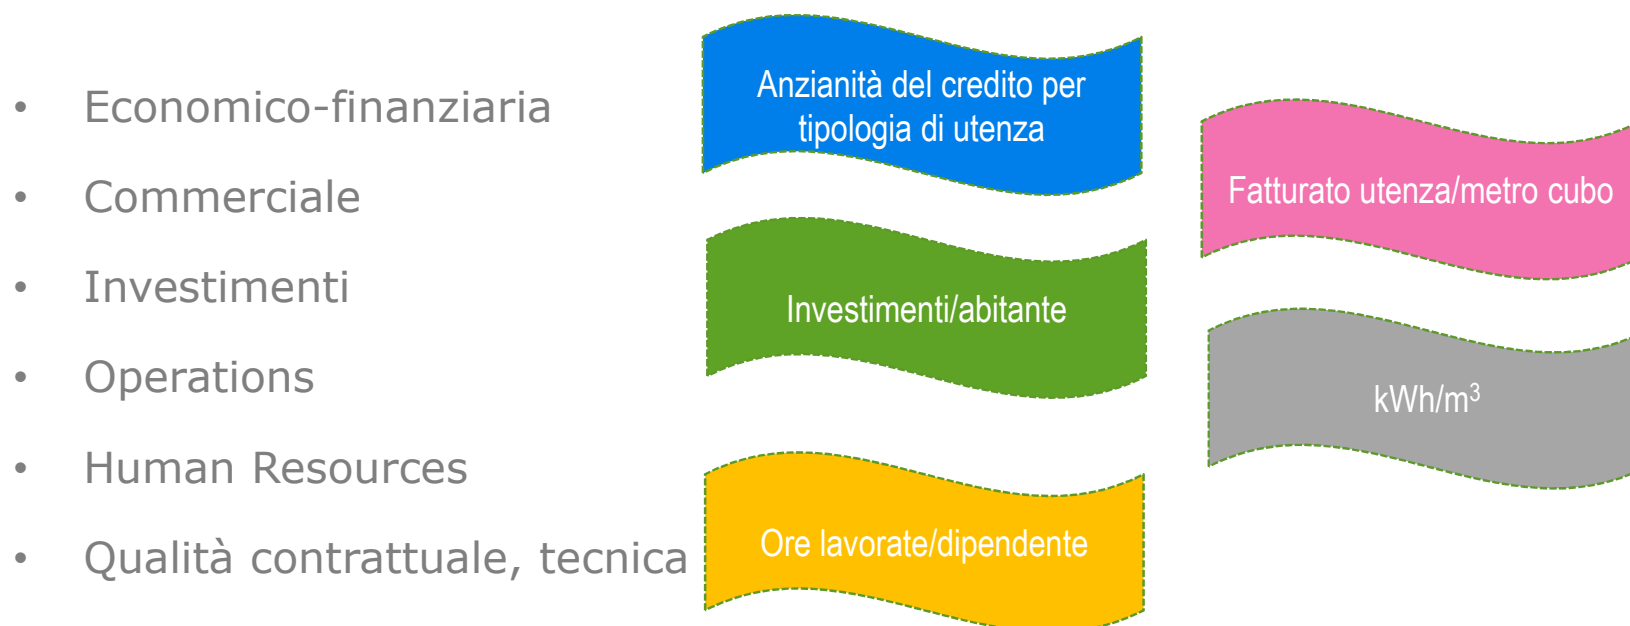 • Economico-finanziaria
• Commerciale
• Investimenti
• Operations
• Human Resources
• Qualità contrattuale, tecnica
Anzianità del credito per
tipologia di utenza
Fatturato utenza/metro cubo
Investimenti/abitante
kWh/m³
Ore lavorate/dipendente